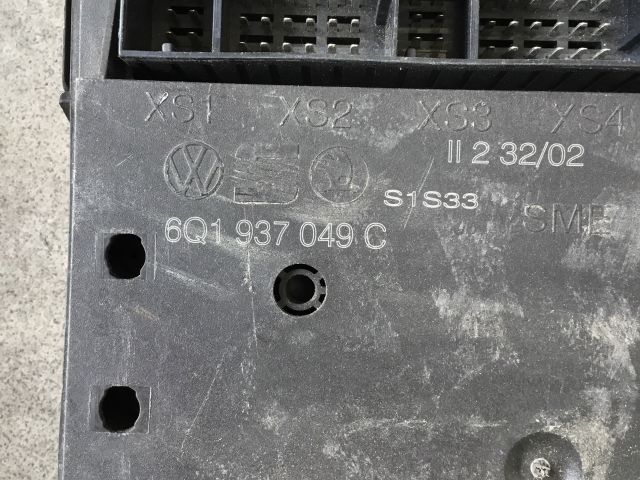 XS1 XS2 XS3 XS4
II 2 32/02
S1S33
SME
6Q1 937 049 C